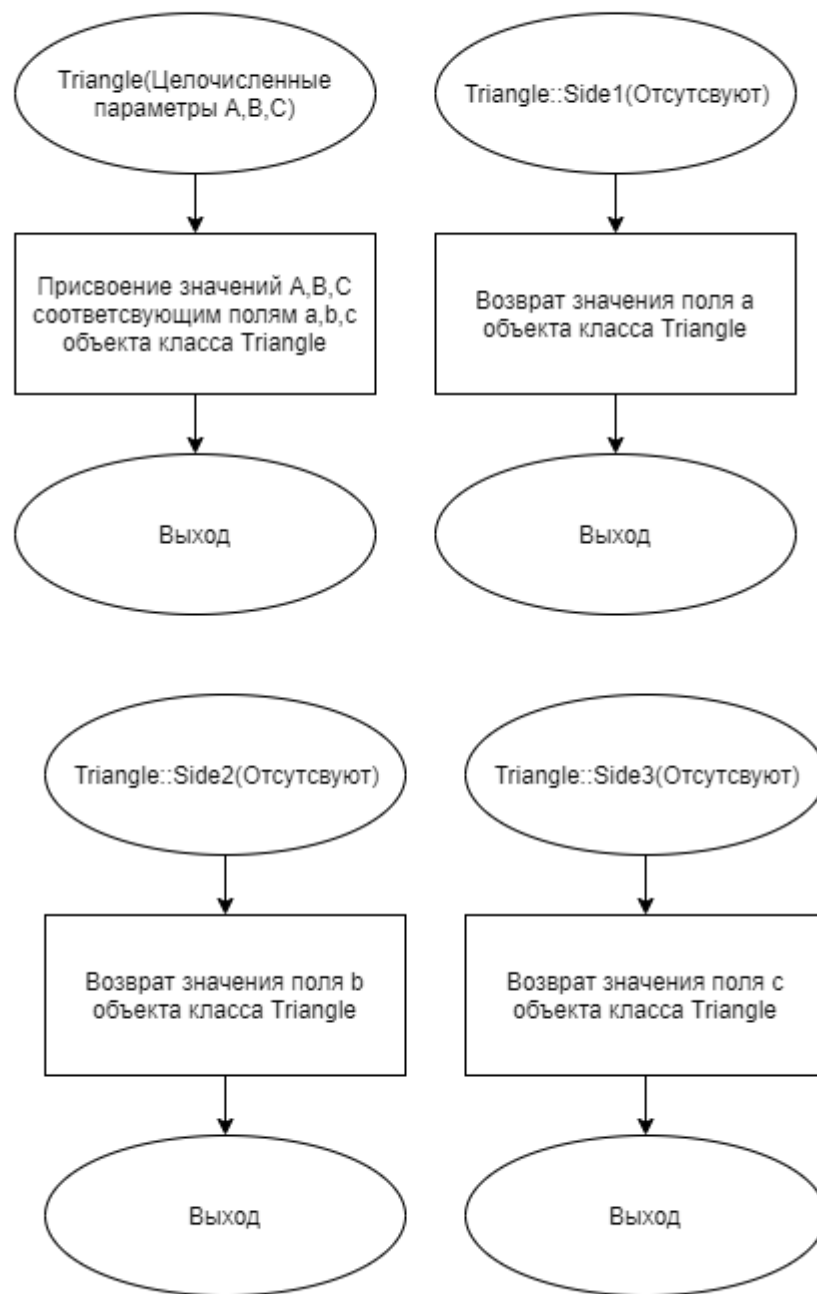 Triangle(Целочисленные
параметры A,B,C)
Присвоение значений A,B,C
соответсвующим полям a,b,c
объекта класса Triangle
Выход
Triangle::Side1(Отсутсвуют)
Возврат значения поля a
объекта класса Triangle
Выход
Triangle::Side2(Отсутсвуют)
Возврат значения поля b
объекта класса Triangle
Выход
Triangle::Side3(Отсутсвуют)
Возврат значения поля c
объекта класса Triangle
Выход